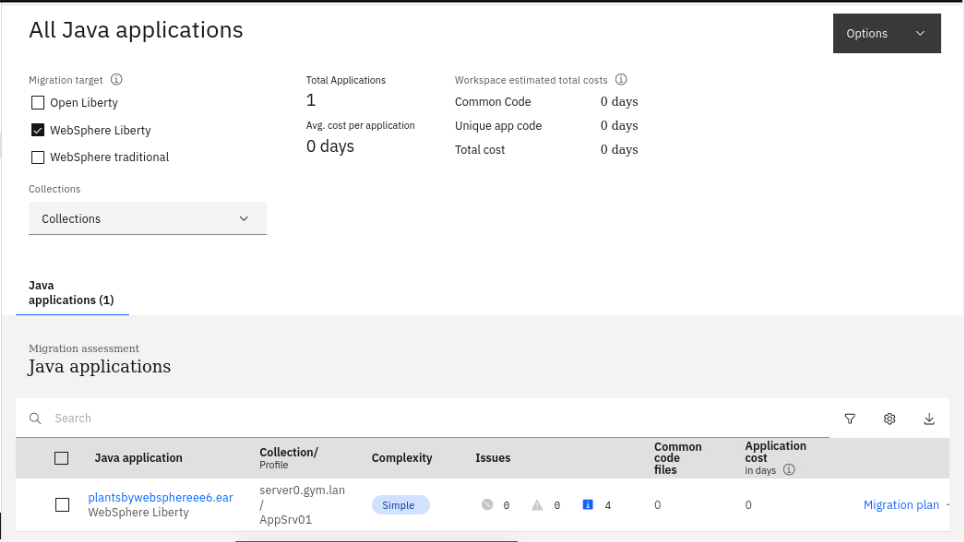 All Java applications
Options
Migration target
Open Liberty
WebSphere Liberty
WebSphere traditional
Collections
Collections
Total Applications
1
Avg. cost per application
0 days
Workspace estimated total costs
Common Code 0 days
Unique app code 0 days
Total cost 0 days
Java
applications (1)
Migration assessment
Java applications
Search
Java application
Collection/
Profile
Complexity
Issues
Common
code
files
Application
cost
in days
plantsbywebsphereee6.ear
WebSphere Liberty
server0.gym.lan
/
AppSrv01
Simple
0 0 4
0
0
Migration plan